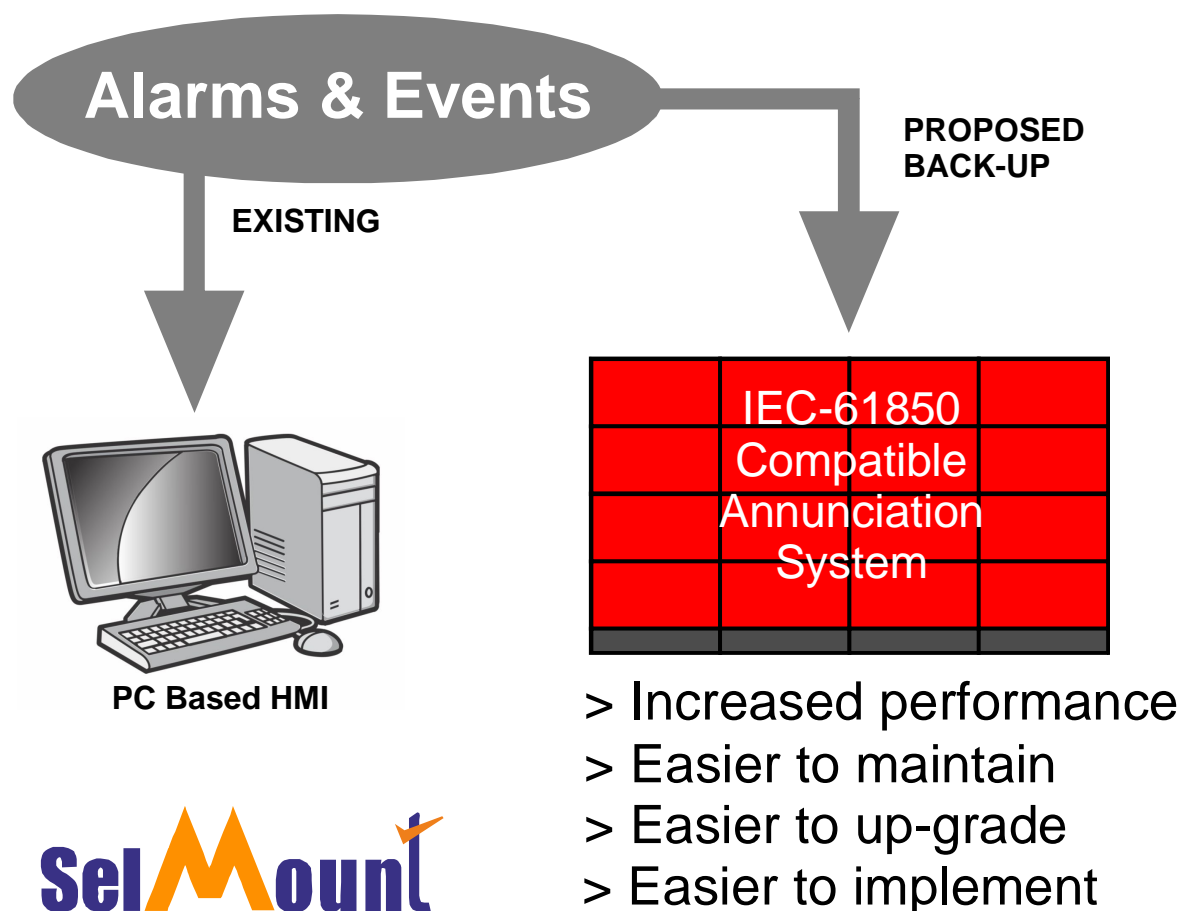 Alarms & Events
PROPOSED
BACK-UP
EXISTING
IEC-61850
Compatible
Annunciation
System
PC Based HMI
> Increased performance
> Easier to maintain
> Easier to up-grade
> Easier to implement
SelMount